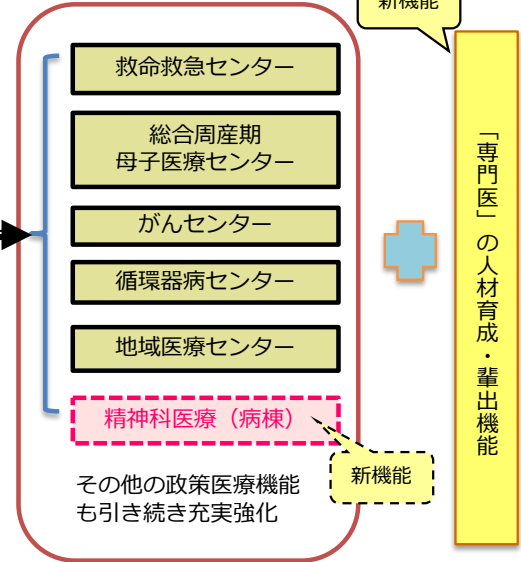 新機能
救命救急センター
総合周産期
母子医療センター
がんセンター
循環器病センター
地域医療センター
精神科医療（病棟）
新機能
その他の政策医療機能
も引き続き充実強化
「専門医」の人材育成・輩出機能